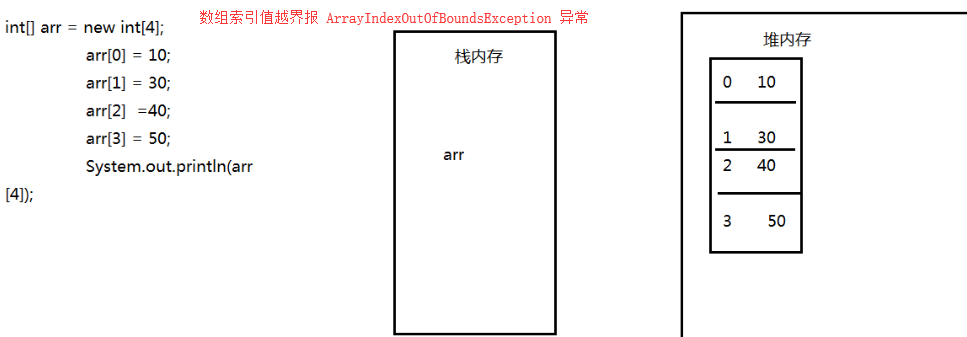 数组索引值越界报 ArrayIndexOutOfBoundsException 异常
int[] arr = new int[4];
arr[0] = 10;
arr[1] = 30;
arr[2]  =40;
arr[3] = 50;
System.out.println(arr
[4]);
栈内存
arr
堆内存
0 10
1 30
2 40
3 50